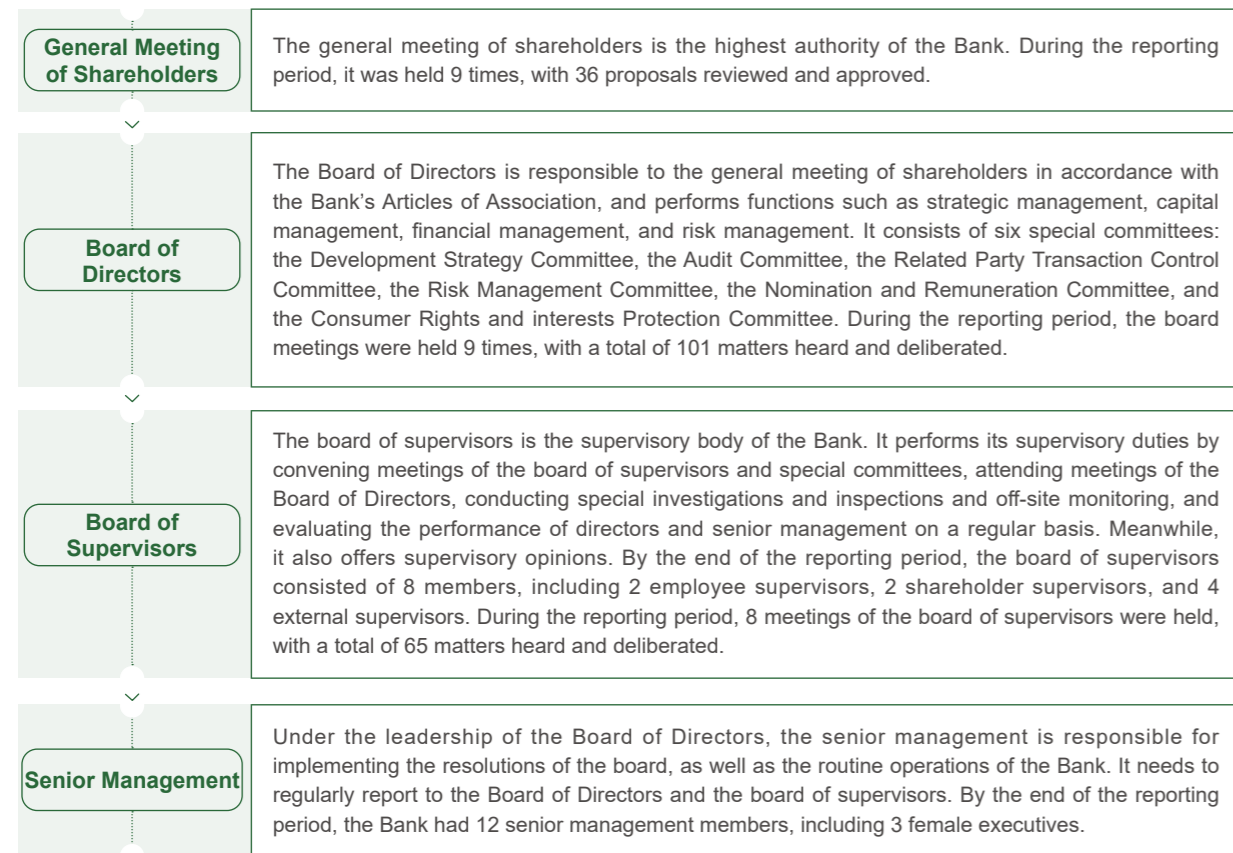 General Meeting
of Shareholders
The general meeting of shareholders is the highest authority of the Bank. During the reporting
period, it was held 9 times, with 36 proposals reviewed and approved.
Board of
Directors
The Board of Directors is responsible to the general meeting of shareholders in accordance with
the Bank’s Articles of Association, and performs functions such as strategic management, capital
management, financial management, and risk management. It consists of six special committees:
the Development Strategy Committee, the Audit Committee, the Related Party Transaction Control
Committee, the Risk Management Committee, the Nomination and Remuneration Committee, and
the Consumer Rights and interests Protection Committee. During the reporting period, the board
meetings were held 9 times, with a total of 101 matters heard and deliberated.
Board of
Supervisors
The board of supervisors is the supervisory body of the Bank. It performs its supervisory duties by
convening meetings of the board of supervisors and special committees, attending meetings of the
Board of Directors, conducting special investigations and inspections and off-site monitoring, and
evaluating the performance of directors and senior management on a regular basis. Meanwhile,
it also offers supervisory opinions. By the end of the reporting period, the board of supervisors
consisted of 8 members, including 2 employee supervisors, 2 shareholder supervisors, and 4
external supervisors. During the reporting period, 8 meetings of the board of supervisors were held,
with a total of 65 matters heard and deliberated.
Senior Management
Under the leadership of the Board of Directors, the senior management is responsible for
implementing the resolutions of the board, as well as the routine operations of the Bank. It needs to
regularly report to the Board of Directors and the board of supervisors. By the end of the reporting
period, the Bank had 12 senior management members, including 3 female executives.